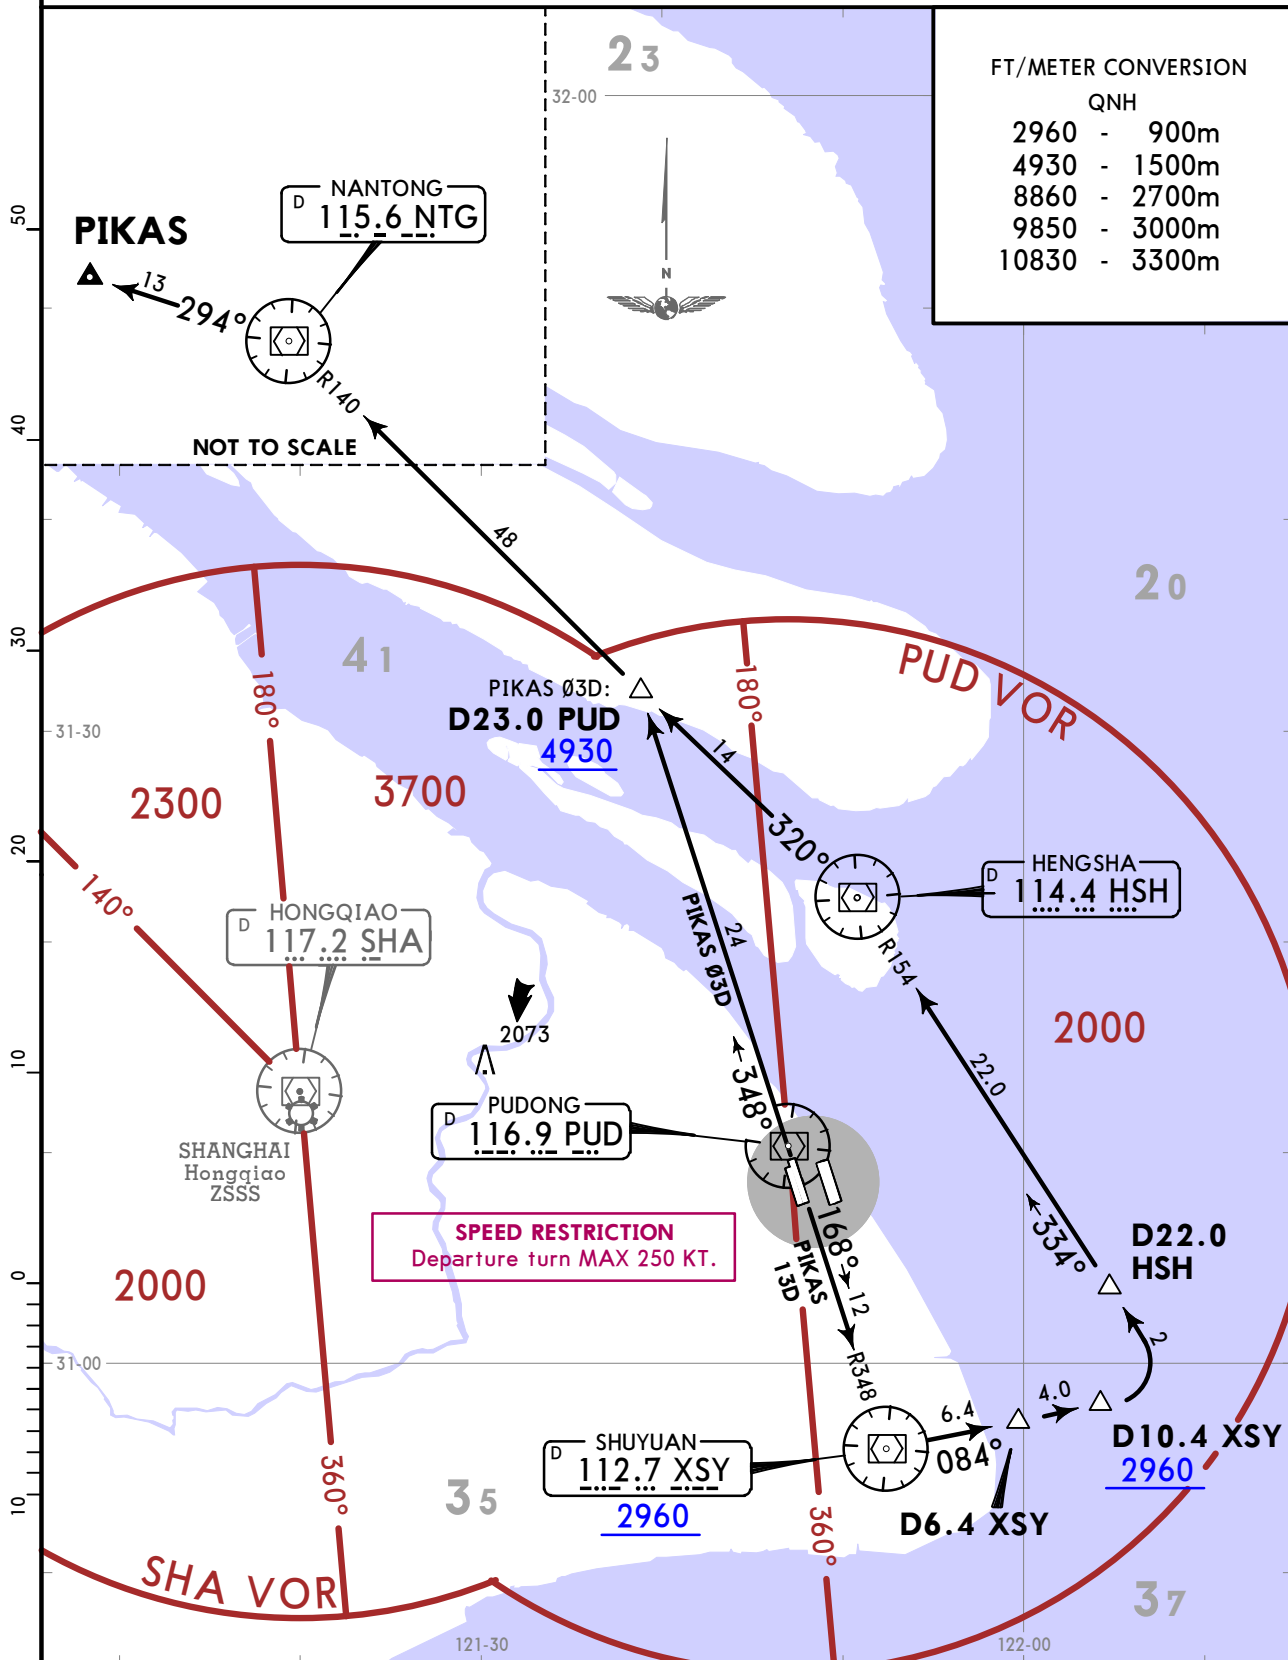 FT/METER CONVERSION
QNH
2960 - 900m
4930 - 1500m
8860 - 2700m
9850 - 3000m
10830 - 3300m
23
32-00
NANTONG
D 115.6 NTG
PIKAS
13
294°
R140
NOT TO SCALE
N
50
40
30
20
10
0
10
48
20
41
180°
180°
PUD VOR
PIKAS Ø3D:
D23.0 PUD
4930
31-30
2300
3700
14
320°
140°
HENGSHA
D 114.4 HSH
HONGQIAO
D 117.2 SHA
24
PIKAS Ø3D
R154
2073
2000
22.0
348°
PUDONG
D 116.9 PUD
SHANGHAI
Hongqiao
ZSSS
SPEED RESTRICTION
Departure turn MAX 250 KT.
168°
PIKAS
13D
12
334°
D22.0
HSH
2000
2
31-00
R348
6.4
4.0
084°
SHUYUAN
D 112.7 XSY
2960
D10.4 XSY
2960
D6.4 XSY
360°
360°
35
SHA VOR
37
121-30
122-00